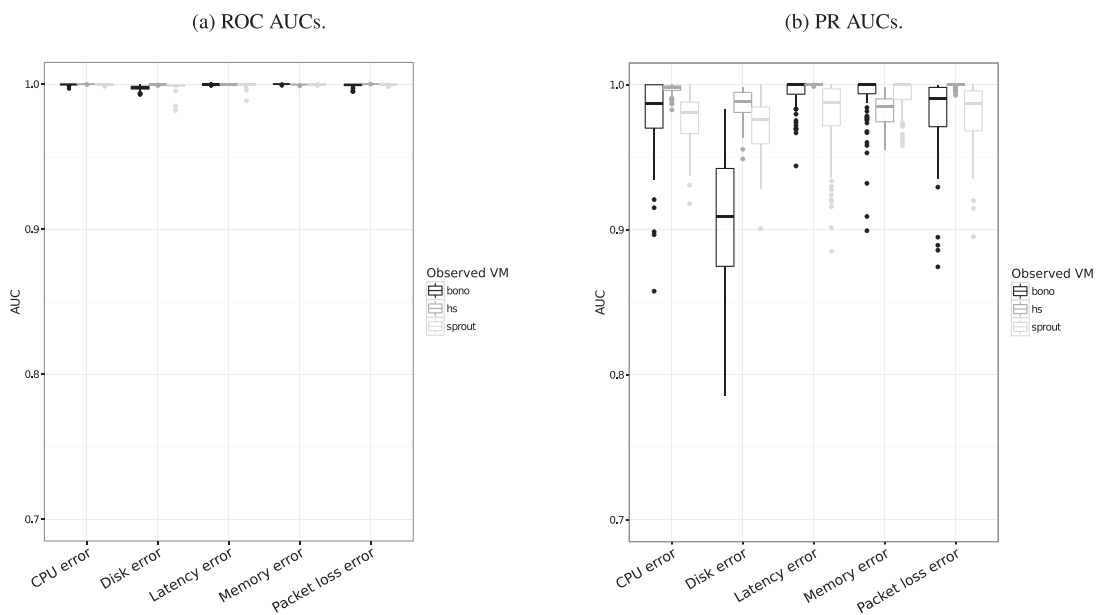 (a) ROC AUCs.
1.0
0.9
0.8
0.7
AUC
CPU error
Disk error
Latency error
Memory error
Packet loss error
Observed VM
bono
hs
sprout
(b) PR AUCs.
1.0
0.9
0.8
0.7
AUC
CPU error
Disk error
Latency error
Memory error
Packet loss error
Observed VM
bono
hs
sprout